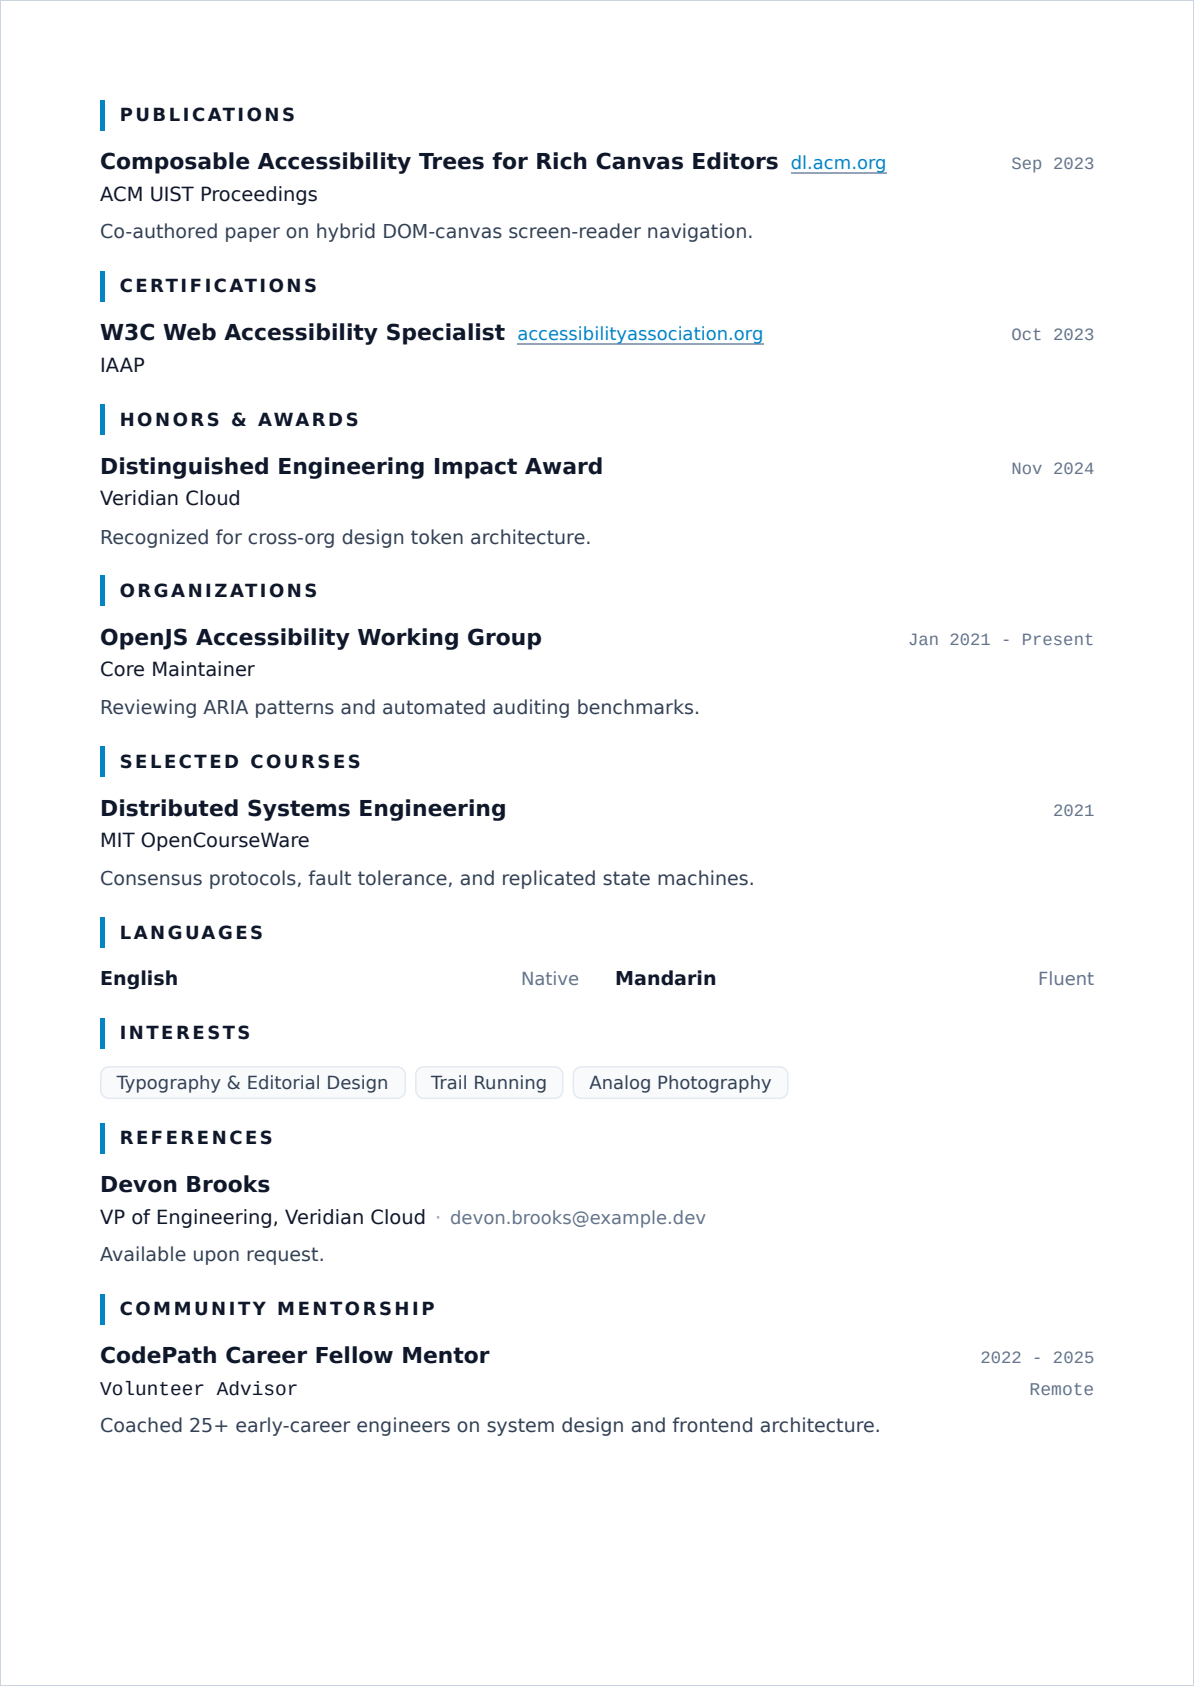 PUBLICATIONS
Composable Accessibility Trees for Rich Canvas Editors dl.acm.org Sep 2023
ACM UIST Proceedings
Co-authored paper on hybrid DOM-canvas screen-reader navigation.
CERTIFICATIONS
W3C Web Accessibility Specialist accessibilityassociation.org Oct 2023
IAAP
HONORS & AWARDS
Distinguished Engineering Impact Award Nov 2024
Veridian Cloud
Recognized for cross-org design token architecture.
ORGANIZATIONS
OpenJS Accessibility Working Group Jan 2021 - Present
Core Maintainer
Reviewing ARIA patterns and automated auditing benchmarks.
SELECTED COURSES
Distributed Systems Engineering 2021
MIT OpenCourseWare
Consensus protocols, fault tolerance, and replicated state machines.
LANGUAGES
English Native Mandarin Fluent
INTERESTS
Typography & Editorial Design Trail Running Analog Photography
REFERENCES
Devon Brooks
VP of Engineering, Veridian Cloud · devon.brooks@example.dev
Available upon request.
COMMUNITY MENTORSHIP
CodePath Career Fellow Mentor 2022 - 2025
Volunteer Advisor Remote
Coached 25+ early-career engineers on system design and frontend architecture.